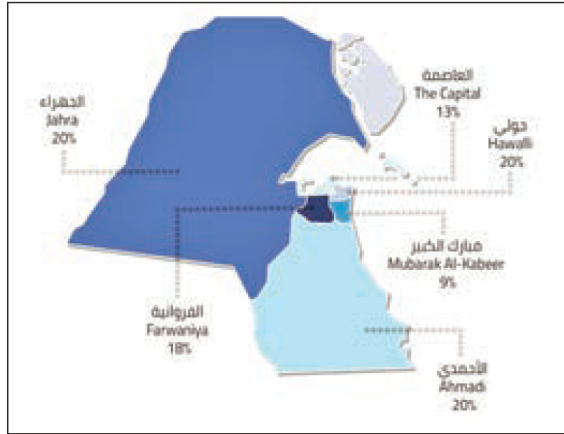 العاصمة
The Capital
13%
الجهراء
Jahra
20%
حولي
Hawalli
20%
مبارك الكبير
Mubarak Al-Kabeer
9%
الفروانية
Farwaniya
18%
الأحمدي
Ahmadi
20%